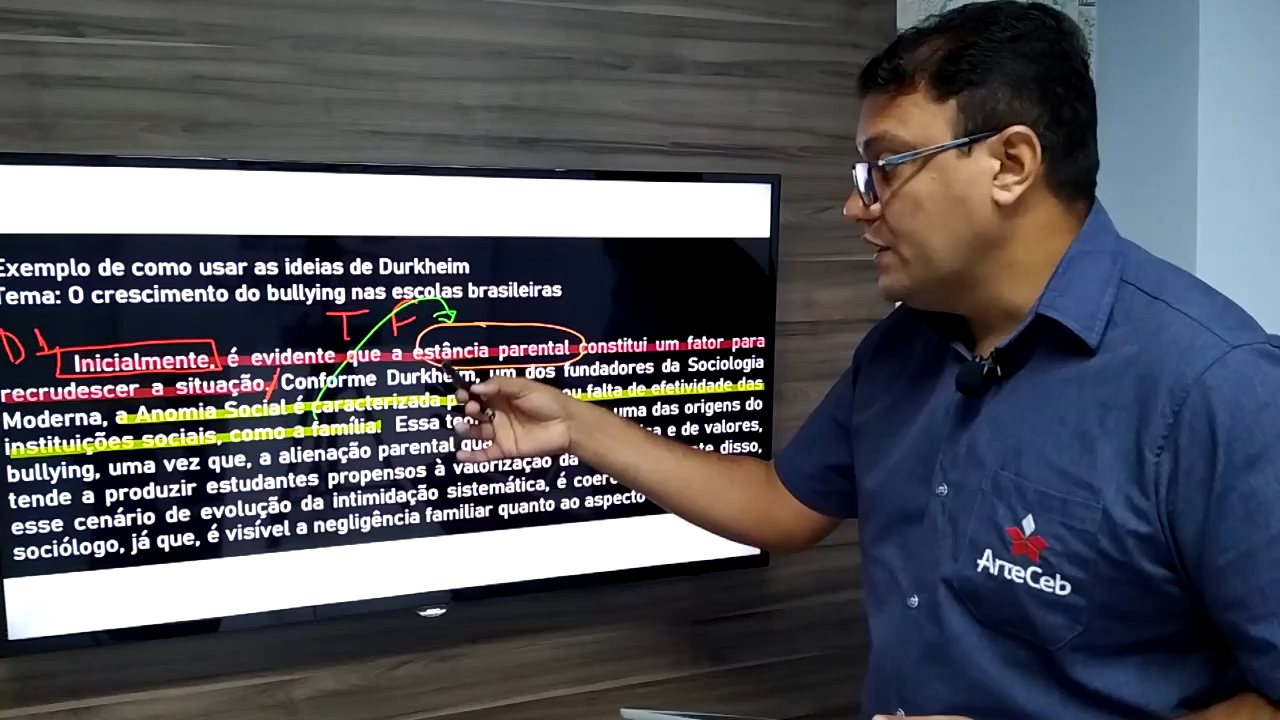 Exemplo de como usar as ideias de Durkheim
Tema: O crescimento do bullying nas escolas brasileiras
T F
D1
Inicialmente, é evidente que a estância parental constitui um fator para
recrudescer a situação. Conforme Durkheim, um dos fundadores da Sociologia
Moderna, a Anomia Social é caracterizada ou falta de efetividade das
instituições sociais, como a família. Essa uma das origens do
bullying, uma vez que, a alienação parental e de valores,
tende a produzir estudantes propensos à valorização da disso,
esse cenário de evolução da intimidação sistemática, é
sociólogo, já que, é visível a negligência familiar quanto ao aspecto
ArteCeb